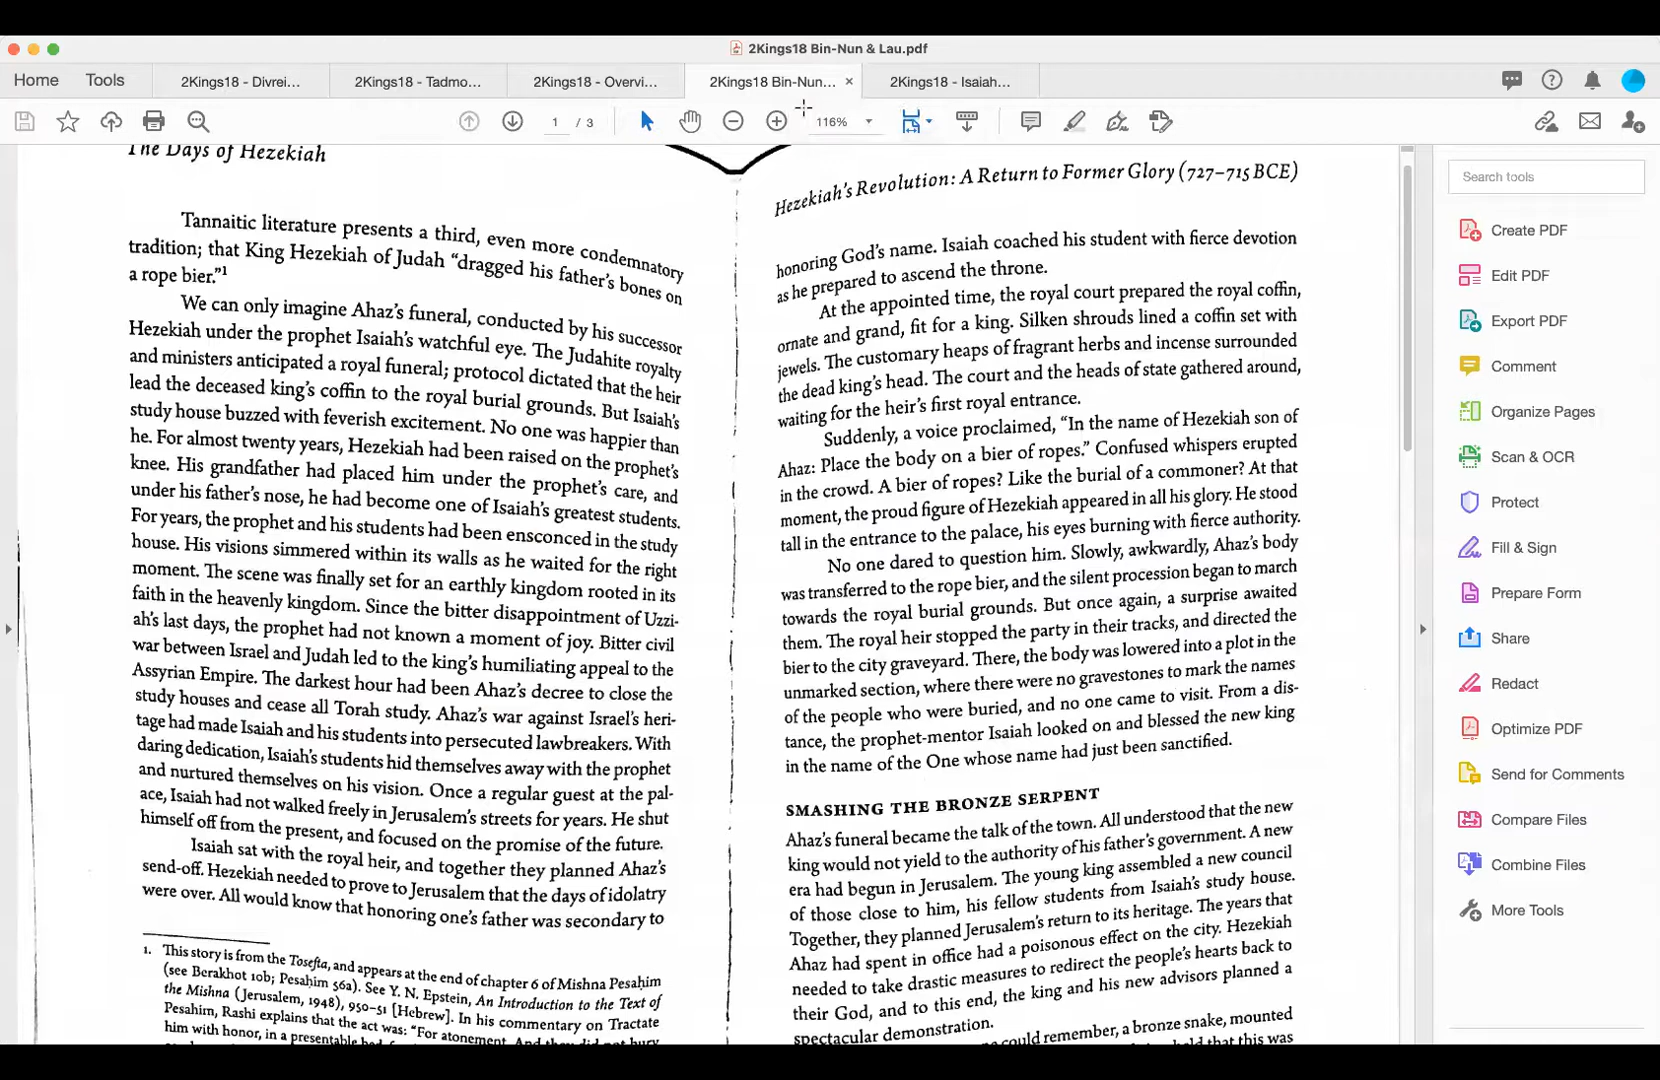 2Kings18 Bin-Nun & Lau.pdf
Home
Tools
2Kings18 - Divrei...
2Kings18 - Tadmo...
2Kings18 - Overvi...
2Kings18 Bin-Nun...
2Kings18 - Isaiah...
1 / 3
116%
The Days of Hezekiah
Tannaitic literature presents a third, even more condemnatory
tradition; that King Hezekiah of Judah “dragged his father’s bones on
a rope bier.”1
We can only imagine Ahaz’s funeral, conducted by his successor
Hezekiah under the prophet Isaiah’s watchful eye. The Judahite royalty
and ministers anticipated a royal funeral; protocol dictated that the heir
lead the deceased king’s coffin to the royal burial grounds. But Isaiah’s
study house buzzed with feverish excitement. No one was happier than
he. For almost twenty years, Hezekiah had been raised on the prophet’s
knee. His grandfather had placed him under the prophet’s care, and
under his father’s nose, he had become one of Isaiah’s greatest students.
For years, the prophet and his students had been ensconced in the study
house. His visions simmered within its walls as he waited for the right
moment. The scene was finally set for an earthly kingdom rooted in its
faith in the heavenly kingdom. Since the bitter disappointment of Uzzi-
ah’s last days, the prophet had not known a moment of joy. Bitter civil
war between Israel and Judah led to the king’s humiliating appeal to the
Assyrian Empire. The darkest hour had been Ahaz’s decree to close the
study houses and cease all Torah study. Ahaz’s war against Israel’s heri-
tage had made Isaiah and his students into persecuted lawbreakers. With
daring dedication, Isaiah’s students hid themselves away with the prophet
and nurtured themselves on his vision. Once a regular guest at the pal-
ace, Isaiah had not walked freely in Jerusalem’s streets for years. He shut
himself off from the present, and focused on the promise of the future.
Isaiah sat with the royal heir, and together they planned Ahaz’s
send-off. Hezekiah needed to prove to Jerusalem that the days of idolatry
were over. All would know that honoring one’s father was secondary to
1. This story is from the Tosefta, and appears at the end of chapter 6 of Mishna Pesaḥim
(see Berakhot 10b; Pesaḥim 56a). See Y. N. Epstein, An Introduction to the Text of
the Mishna (Jerusalem, 1948), 950–51 [Hebrew]. In his commentary on Tractate
Pesahim, Rashi explains that the act was: “For atonement. And they did not bury
him with honor, in a presentable
Hezekiah’s Revolution: A Return to Former Glory (727–715 BCE)
honoring God’s name. Isaiah coached his student with fierce devotion
as he prepared to ascend the throne.
At the appointed time, the royal court prepared the royal coffin,
ornate and grand, fit for a king. Silken shrouds lined a coffin set with
jewels. The customary heaps of fragrant herbs and incense surrounded
the dead king’s head. The court and the heads of state gathered around,
waiting for the heir’s first royal entrance.
Suddenly, a voice proclaimed, “In the name of Hezekiah son of
Ahaz: Place the body on a bier of ropes.” Confused whispers erupted
in the crowd. A bier of ropes? Like the burial of a commoner? At that
moment, the proud figure of Hezekiah appeared in all his glory. He stood
tall in the entrance to the palace, his eyes burning with fierce authority.
No one dared to question him. Slowly, awkwardly, Ahaz’s body
was transferred to the rope bier, and the silent procession began to march
towards the royal burial grounds. But once again, a surprise awaited
them. The royal heir stopped the party in their tracks, and directed the
bier to the city graveyard. There, the body was lowered into a plot in the
unmarked section, where there were no gravestones to mark the names
of the people who were buried, and no one came to visit. From a dis-
tance, the prophet-mentor Isaiah looked on and blessed the new king
in the name of the One whose name had just been sanctified.
SMASHING THE BRONZE SERPENT
Ahaz’s funeral became the talk of the town. All understood that the new
king would not yield to the authority of his father’s government. A new
era had begun in Jerusalem. The young king assembled a new council
of those close to him, his fellow students from Isaiah’s study house.
Together, they planned Jerusalem’s return to its heritage. The years that
Ahaz had spent in office had a poisonous effect on the city. Hezekiah
needed to take drastic measures to redirect the people’s hearts back to
their God, and to this end, the king and his new advisors planned a
spectacular demonstration.
could remember, a bronze snake, mounted
that this was
Search tools
Create PDF
Edit PDF
Export PDF
Comment
Organize Pages
Scan & OCR
Protect
Fill & Sign
Prepare Form
Share
Redact
Optimize PDF
Send for Comments
Compare Files
Combine Files
More Tools